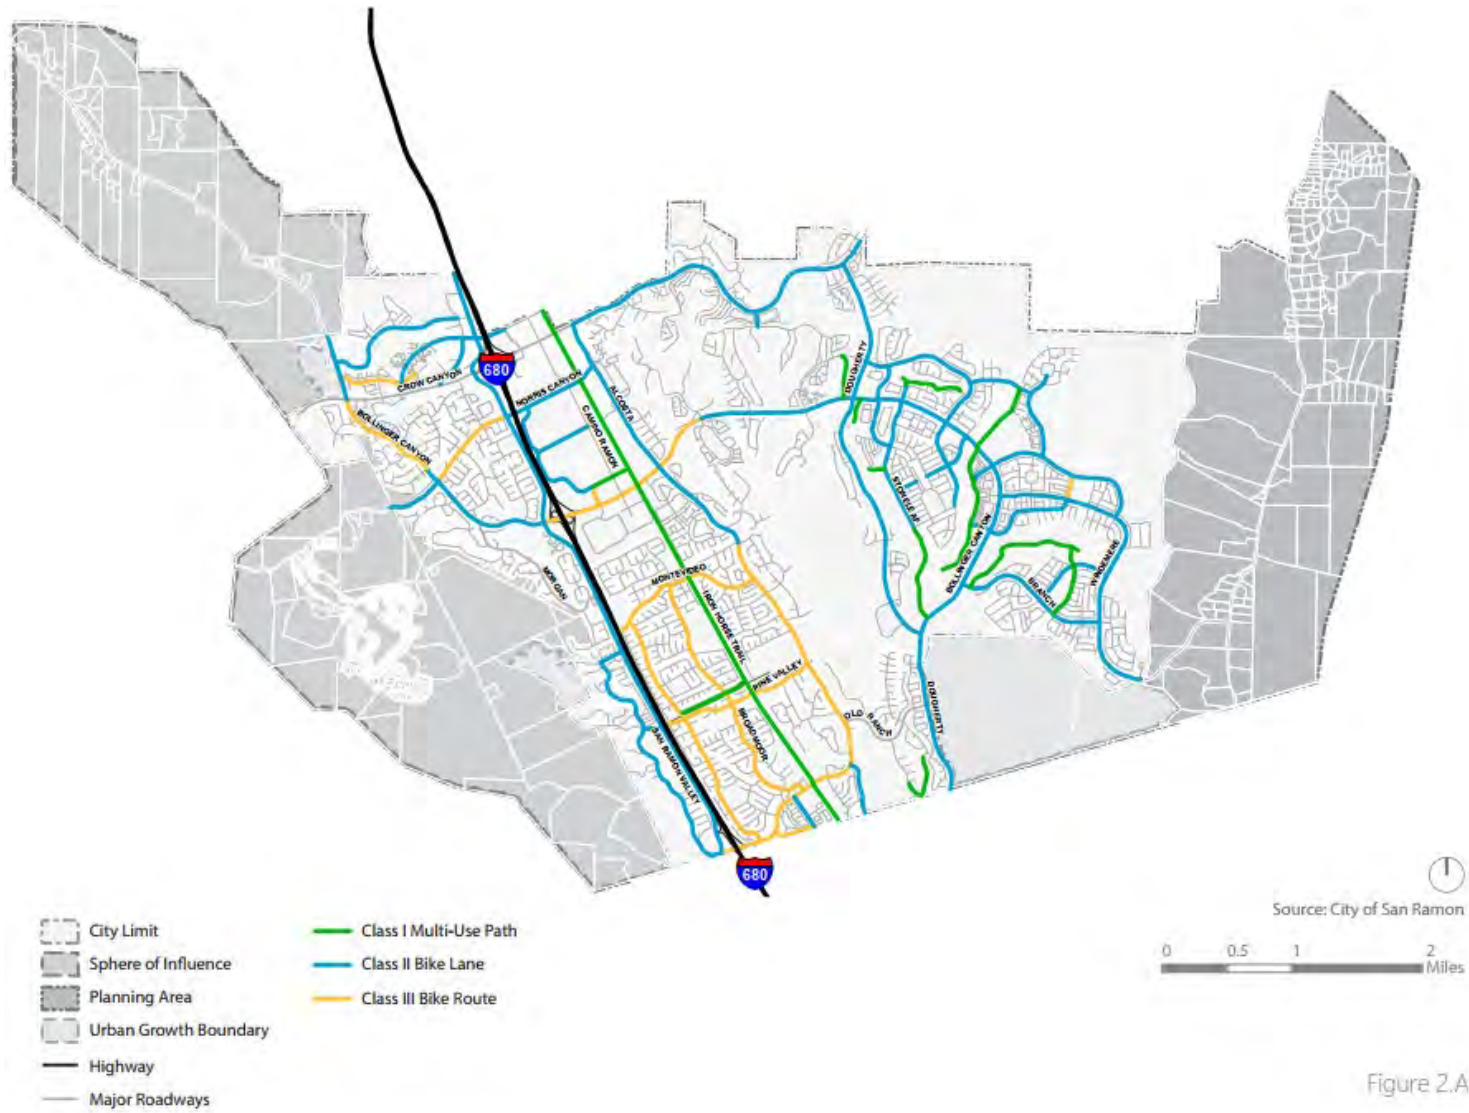 680
CROW CANYON
NORRIS CANYON
ALCOSTA
DOUGHERTY
BOLLINGER CANYON
CAMINO RAMON
STONELEAF
BOLLINGER CANYON
WINDEMERE
MORGAN
MONTEVIDEO
BRANCH
IRON HORSE TRAIL
PINE VALLEY
OLD RANCH
DOUGHERTY
BROADMOOR
SAN RAMON VALLEY
680
Source: City of San Ramon
City Limit
Class I Multi-Use Path
0 0.5 1 2
Miles
Sphere of Influence
Class II Bike Lane
Planning Area
Class III Bike Route
Urban Growth Boundary
Highway
Major Roadways
Figure 2.A